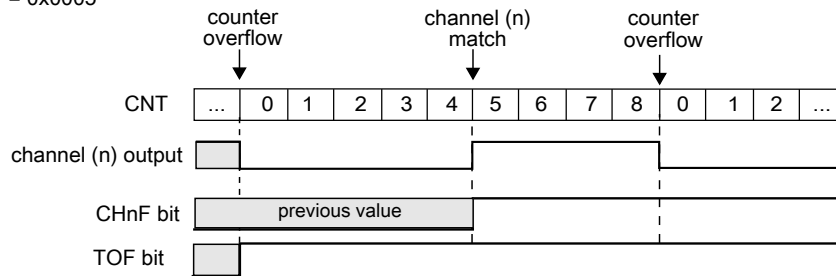 counter overflow
channel (n) match
counter overflow
CNT ... 0 1 2 3 4 5 6 7 8 0 1 2 ...
channel (n) output
CHnF bit previous value
TOF bit